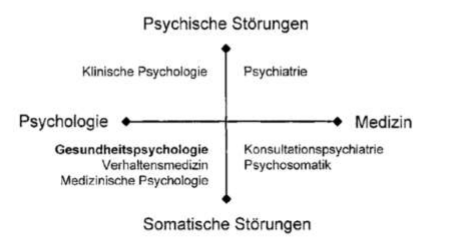 Psychische Störungen
Klinische Psychologie
Psychiatrie
Psychologie
Medizin
Gesundheitspsychologie
Verhaltensmedizin
Medizinische Psychologie
Konsultationspsychiatrie
Psychosomatik
Somatische Störungen